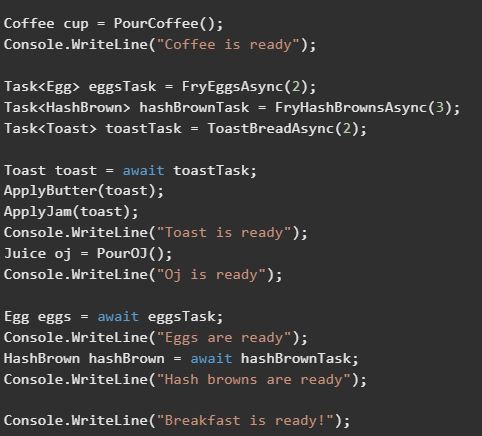 Coffee cup = PourCoffee();
Console.WriteLine("Coffee is ready");
Task<Egg> eggsTask = FryEggsAsync(2);
Task<HashBrown> hashBrownTask = FryHashBrownsAsync(3);
Task<Toast> toastTask = ToastBreadAsync(2);
Toast toast = await toastTask;
ApplyButter(toast);
ApplyJam(toast);
Console.WriteLine("Toast is ready");
Juice oj = PourOJ();
Console.WriteLine("Oj is ready");
Egg eggs = await eggsTask;
Console.WriteLine("Eggs are ready");
HashBrown hashBrown = await hashBrownTask;
Console.WriteLine("Hash browns are ready");
Console.WriteLine("Breakfast is ready!");